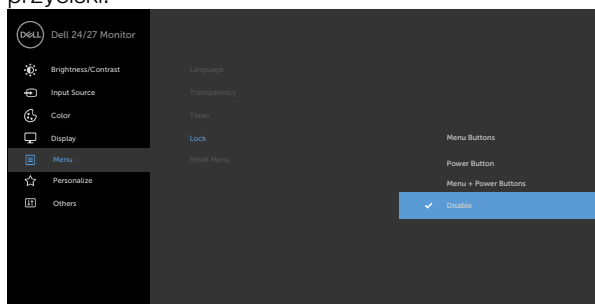 przyciski.
DELL Dell 24/27 Monitor
Brightness/Contrast Language
Input Source Transparency
Color Timer
Display Lock Menu Buttons
Menu Reset Menu Power Button
Personalize Menu + Power Buttons
Others Disable